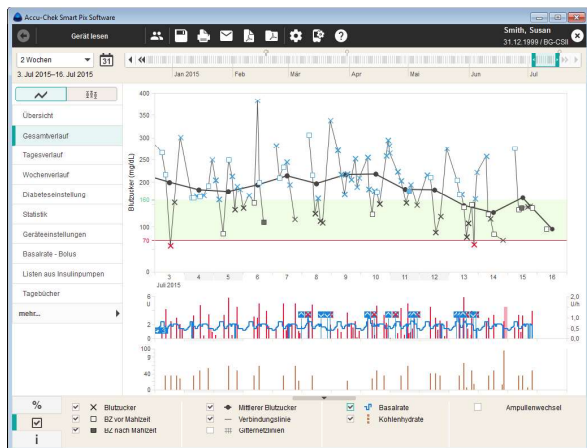 Accu-Chek Smart Pix Software
Gerät lesen
Smith, Susan
31.12.1999 / BG-CSII
2 Wochen
31
3. Jul 2015–16. Jul 2015
Jan 2015 Feb Mär Apr Mai Jun Jul
Übersicht
Gesamtverlauf
Tagesverlauf
Wochenverlauf
Diabeteseinstellung
Statistik
Geräteeinstellungen
Basalrate - Bolus
Listen aus Insulinpumpen
Tagebücher
mehr...
Blutzucker (mg/dL)
400
350
300
250
200
160
150
100
70
0
3 4 5 6 7 8 9 10 11 12 13 14 15 16
Juli 2015
6
U
4
2
0
2,0
U/h
1,0
0,5
0,0
100
g
40
0
%
i
Blutzucker
BZ vor Mahlzeit
BZ nach Mahlzeit
Mittlerer Blutzucker
Verbindungslinie
Gitternetzlinien
Basalrate
Kohlenhydrate
Ampullenwechsel